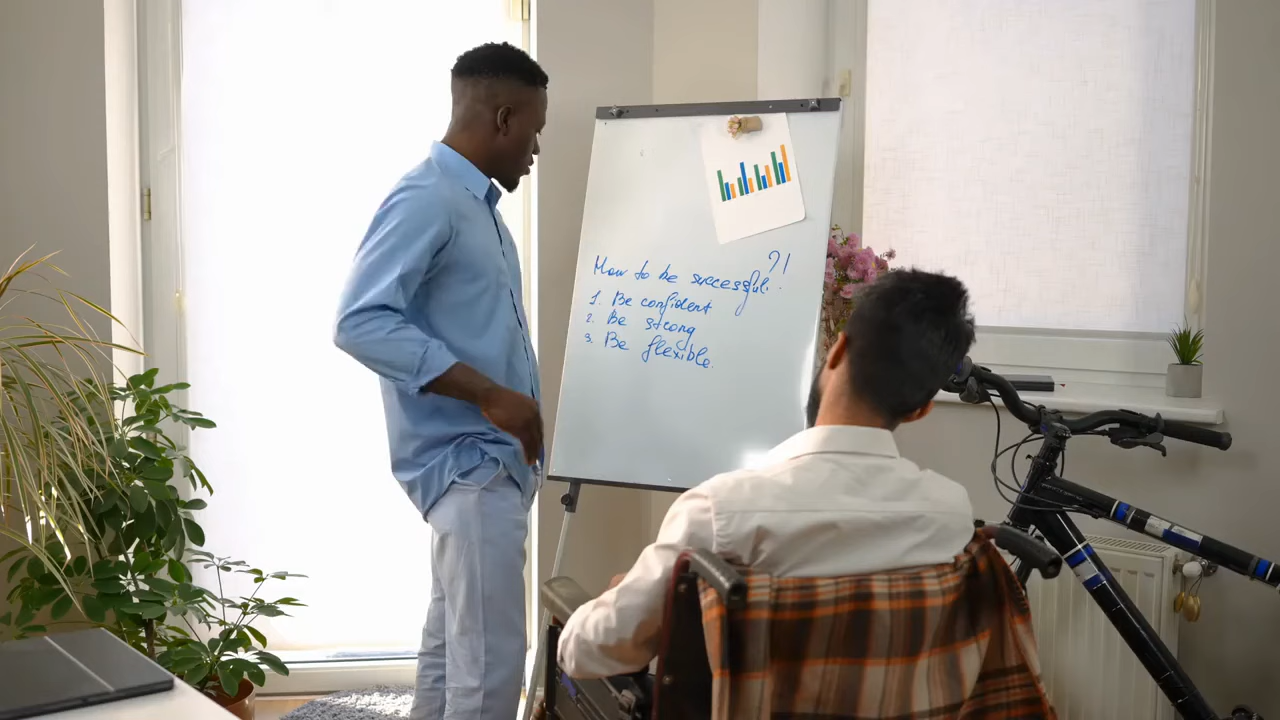 ?!
How to be successful.
1. Be confident
2. Be strong
3. Be flexible.